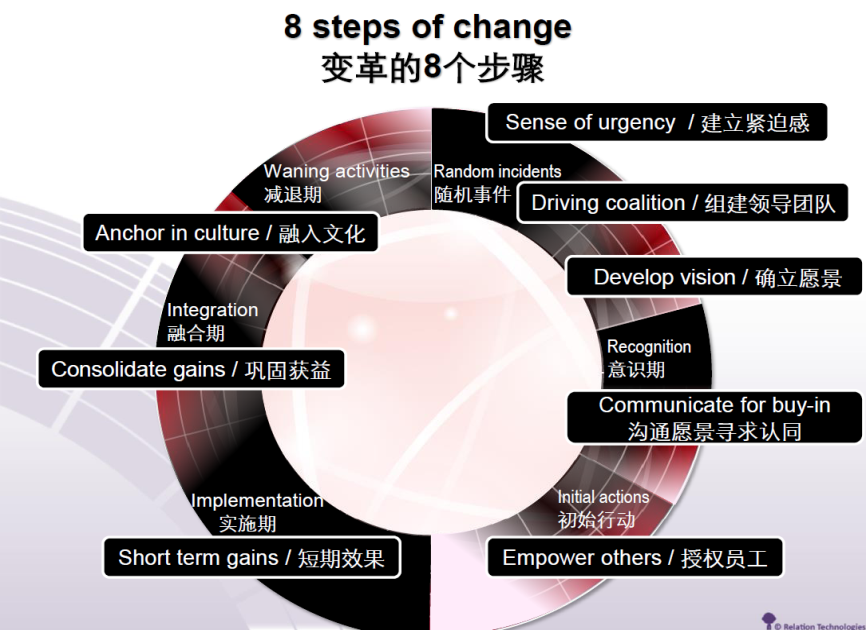 8 steps of change
变革的8个步骤
Sense of urgency / 建立紧迫感
Waning activities
减退期
Random incidents
随机事件
Driving coalition / 组建领导团队
Anchor in culture / 融入文化
Develop vision / 确立愿景
Integration
融合期
Recognition
意识期
Consolidate gains / 巩固获益
Communicate for buy-in
沟通愿景寻求认同
Implementation
实施期
Initial actions
初始行动
Short term gains / 短期效果
Empower others / 授权员工
© Relation Technologies